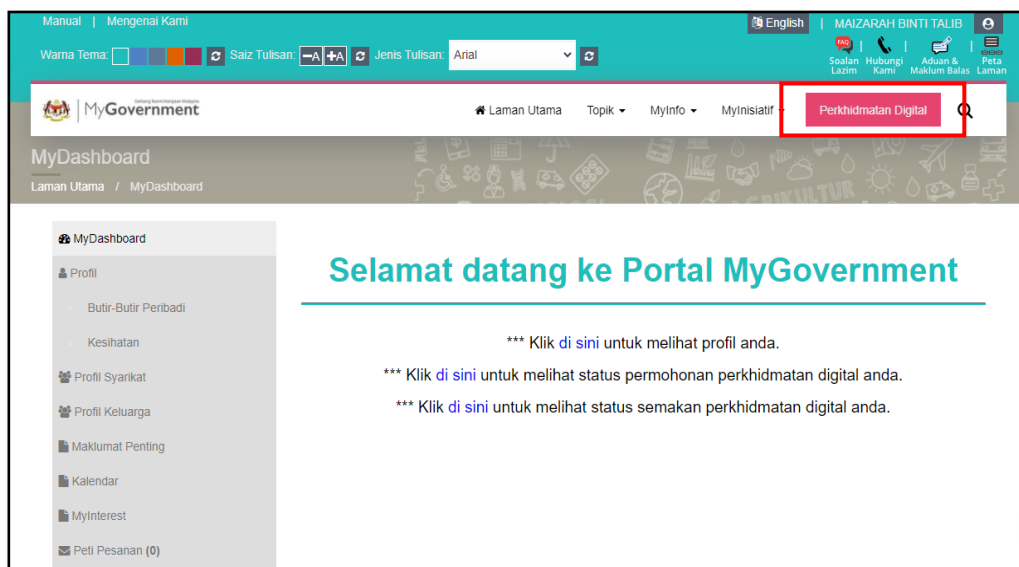 Manual | Mengenai Kami
English | MAIZARAH BINTI TALIB
Warna Tema: Saiz Tulisan: -A +A Jenis Tulisan: Arial
FAQ
Soalan Lazim | Hubungi Kami | Aduan & Maklum Balas | Peta Laman
MyGovernment
Laman Utama Topik MyInfo MyInisiatif Perkhidmatan Digital
MyDashboard
Laman Utama / MyDashboard
MyDashboard
Profil
Butir-Butir Peribadi
Kesihatan
Profil Syarikat
Profil Keluarga
Maklumat Penting
Kalendar
MyInterest
Peti Pesanan (0)
Selamat datang ke Portal MyGovernment
*** Klik di sini untuk melihat profil anda.
*** Klik di sini untuk melihat status permohonan perkhidmatan digital anda.
*** Klik di sini untuk melihat status semakan perkhidmatan digital anda.